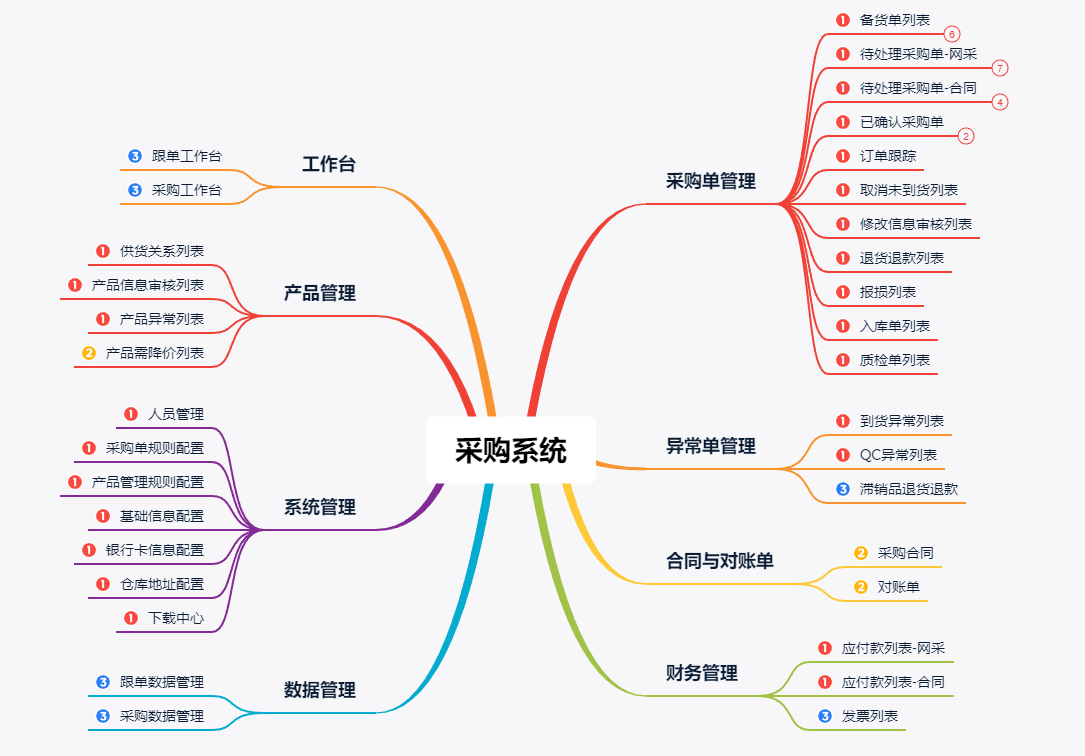 采购系统
采购单管理
1 备货单列表 6
1 待处理采购单-网采 7
1 待处理采购单-合同 4
1 已确认采购单 2
1 订单跟踪
1 取消未到货列表
1 修改信息审核列表
1 退货退款列表
1 报损列表
1 入库单列表
1 质检单列表
异常单管理
1 到货异常列表
1 QC异常列表
3 滞销品退货退款
合同与对账单
2 采购合同
2 对账单
财务管理
1 应付款列表-网采
1 应付款列表-合同
3 发票列表
工作台
3 跟单工作台
3 采购工作台
产品管理
1 供货关系列表
1 产品信息审核列表
1 产品异常列表
2 产品需降价列表
系统管理
1 人员管理
1 采购单规则配置
1 产品管理规则配置
1 基础信息配置
1 银行卡信息配置
1 仓库地址配置
1 下载中心
数据管理
3 跟单数据管理
3 采购数据管理